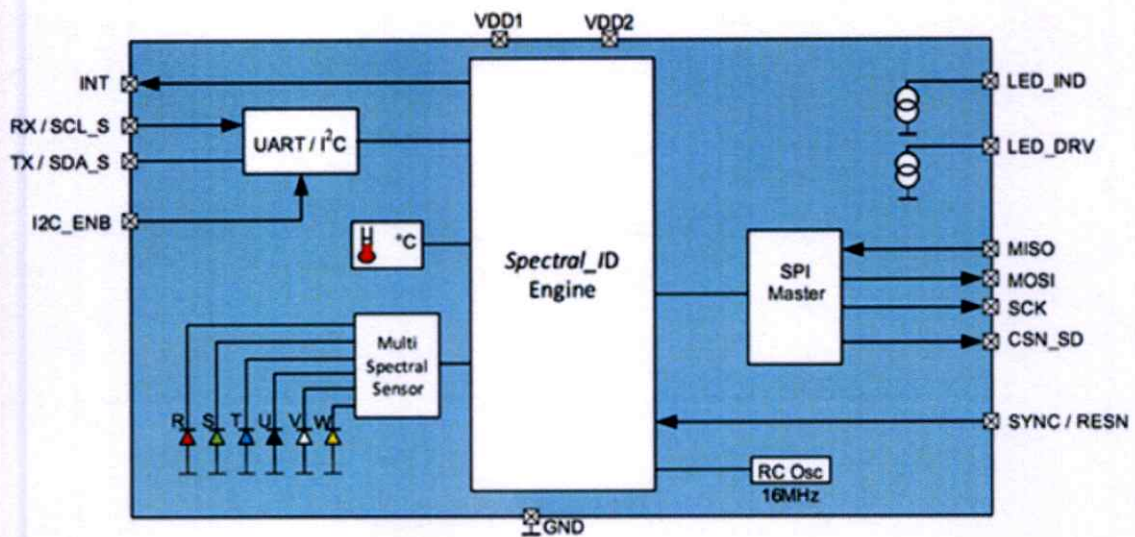 VDD1
VDD2
INT
RX / SCL_S
TX / SDA_S
I2C_ENB
UART / I²C
°C
Spectral_ID
Engine
Multi
Spectral
Sensor
R S T U V W
LED_IND
LED_DRV
SPI
Master
MISO
MOSI
SCK
CSN_SD
SYNC / RESN
RC Osc
16MHz
GND